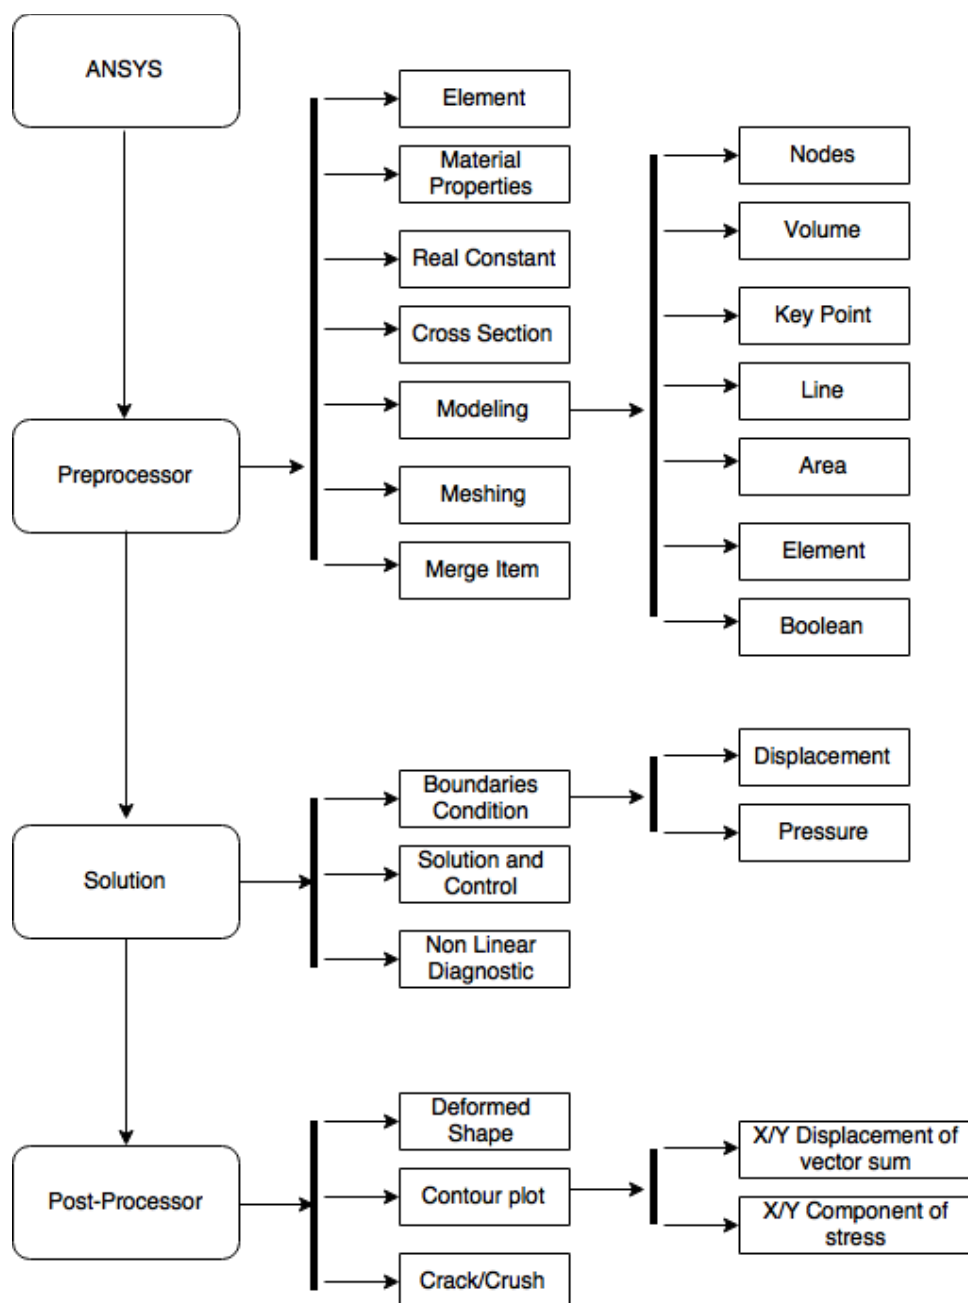 ANSYS
Element
Material
Properties
Real Constant
Cross Section
Modeling
Meshing
Merge Item
Nodes
Volume
Key Point
Line
Area
Element
Boolean
Preprocessor
Solution
Boundaries
Condition
Solution and
Control
Non Linear
Diagnostic
Displacement
Pressure
Post-Processor
Deformed
Shape
Contour plot
Crack/Crush
X/Y Displacement of
vector sum
X/Y Component of
stress